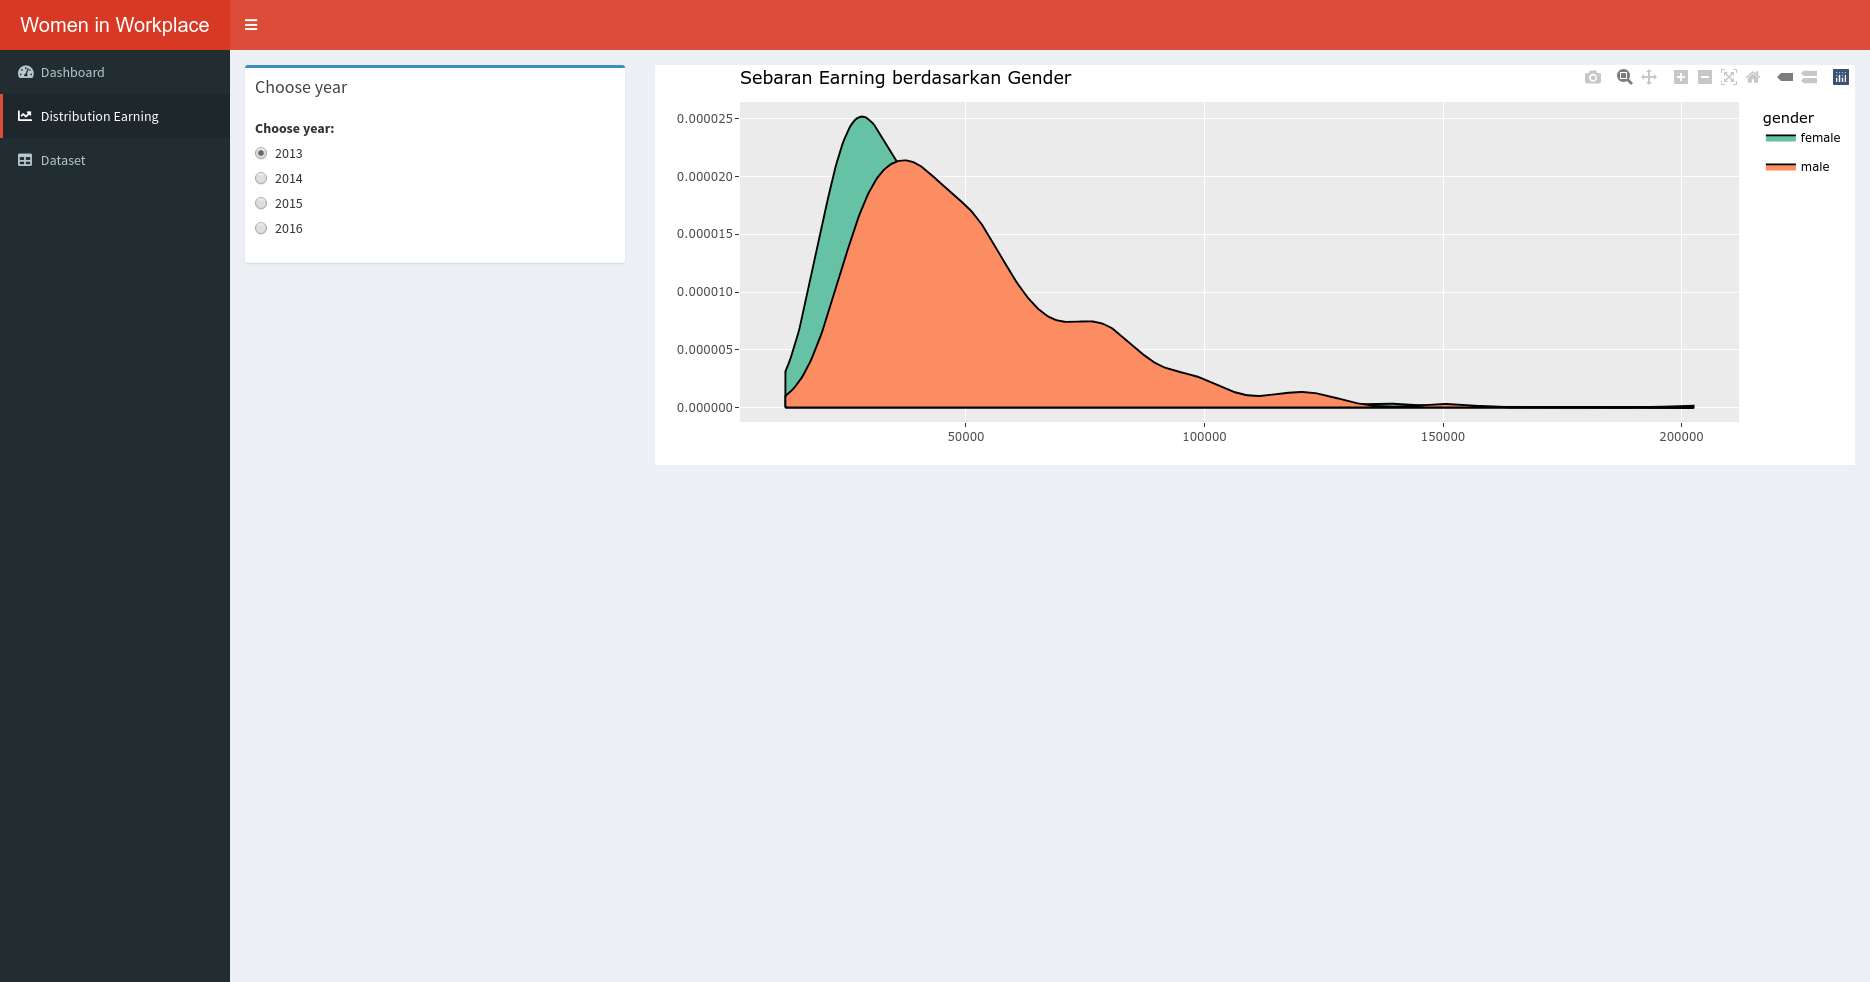 Women in Workplace
Dashboard
Distribution Earning
Dataset
Choose year
Choose year:
2013
2014
2015
2016
Sebaran Earning berdasarkan Gender
0.000025
0.000020
0.000015
0.000010
0.000005
0.000000
50000
100000
150000
200000
gender
female
male